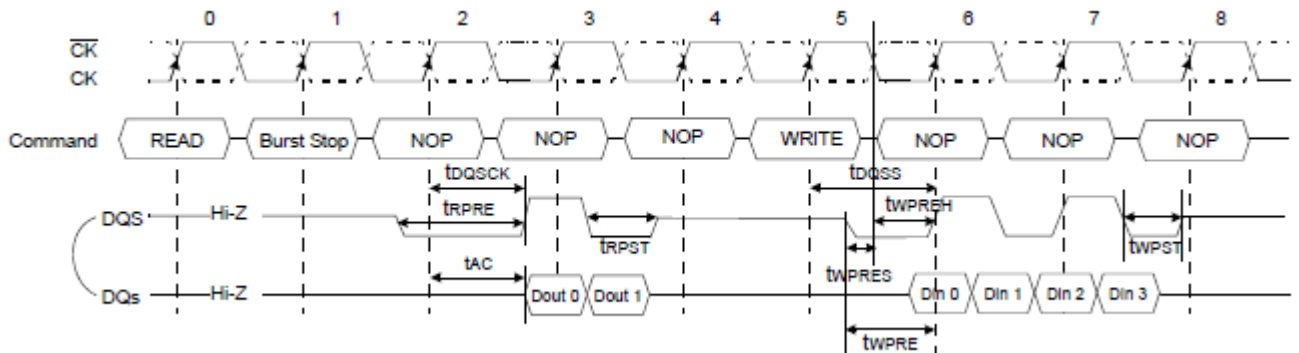 0 1 2 3 4 5 6 7 8
CK
CK
Command READ Burst Stop NOP NOP NOP WRITE NOP NOP NOP
tDQSCK tDQSS
DQS Hi-Z tRPRE tWPREH
tRPST tWPST
tAC tWPRES
DQs Hi-Z Dout 0 Dout 1 Din 0 Din 1 Din 2 Din 3
tWPRE